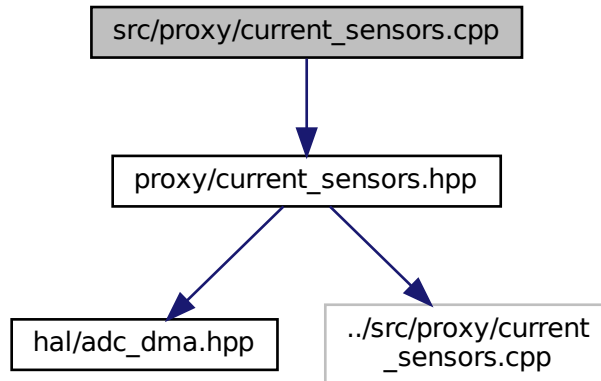 src/proxy/current_sensors.cpp
proxy/current_sensors.hpp
hal/adc_dma.hpp
../src/proxy/current
_sensors.cpp